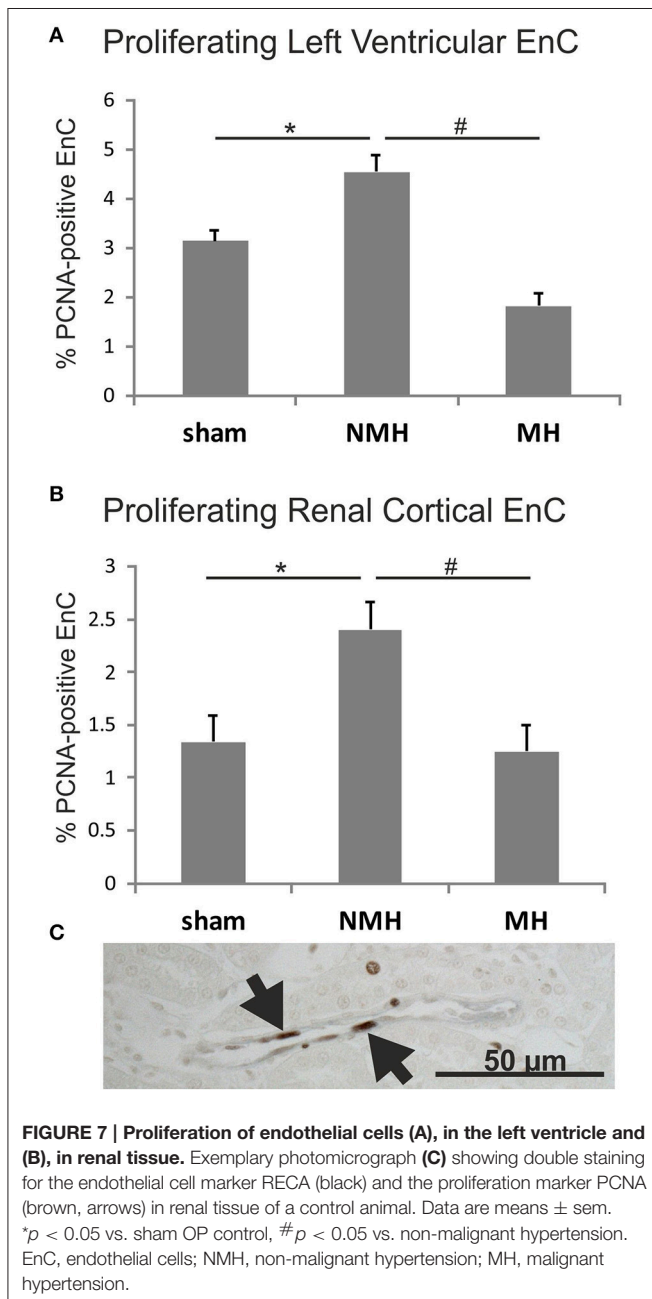 A Proliferating Left Ventricular EnC
6
* #
5
4
3
2
1
0
% PCNA-positive EnC
sham NMH MH
B Proliferating Renal Cortical EnC
3
* #
2.5
2
1.5
1
0.5
0
% PCNA-positive EnC
sham NMH MH
C
50 µm
FIGURE 7 | Proliferation of endothelial cells (A), in the left ventricle and
(B), in renal tissue. Exemplary photomicrograph (C) showing double staining
for the endothelial cell marker RECA (black) and the proliferation marker PCNA
(brown, arrows) in renal tissue of a control animal. Data are means ± sem.
*p < 0.05 vs. sham OP control, #p < 0.05 vs. non-malignant hypertension.
EnC, endothelial cells; NMH, non-malignant hypertension; MH, malignant
hypertension.